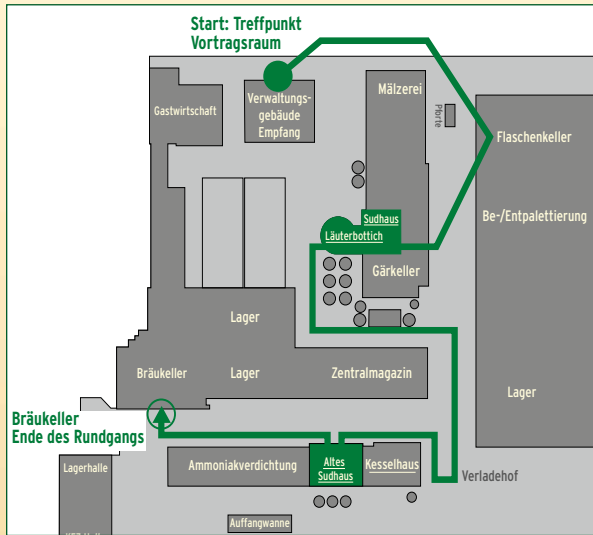 Start: Treffpunkt
Vortragsraum
Gastwirtschaft
Verwaltungs-
gebäude
Empfang
Mälzerei
Pforte
Flaschenkeller
Sudhaus
Läuterbottich
Be-/Entpalettierung
Gärkeller
Lager
Bräukeller
Lager
Zentralmagazin
Lager
Bräukeller
Ende des Rundgangs
Lagerhalle
Ammoniakverdichtung
Altes
Sudhaus
Kesselhaus
Verladehof
Auffangwanne